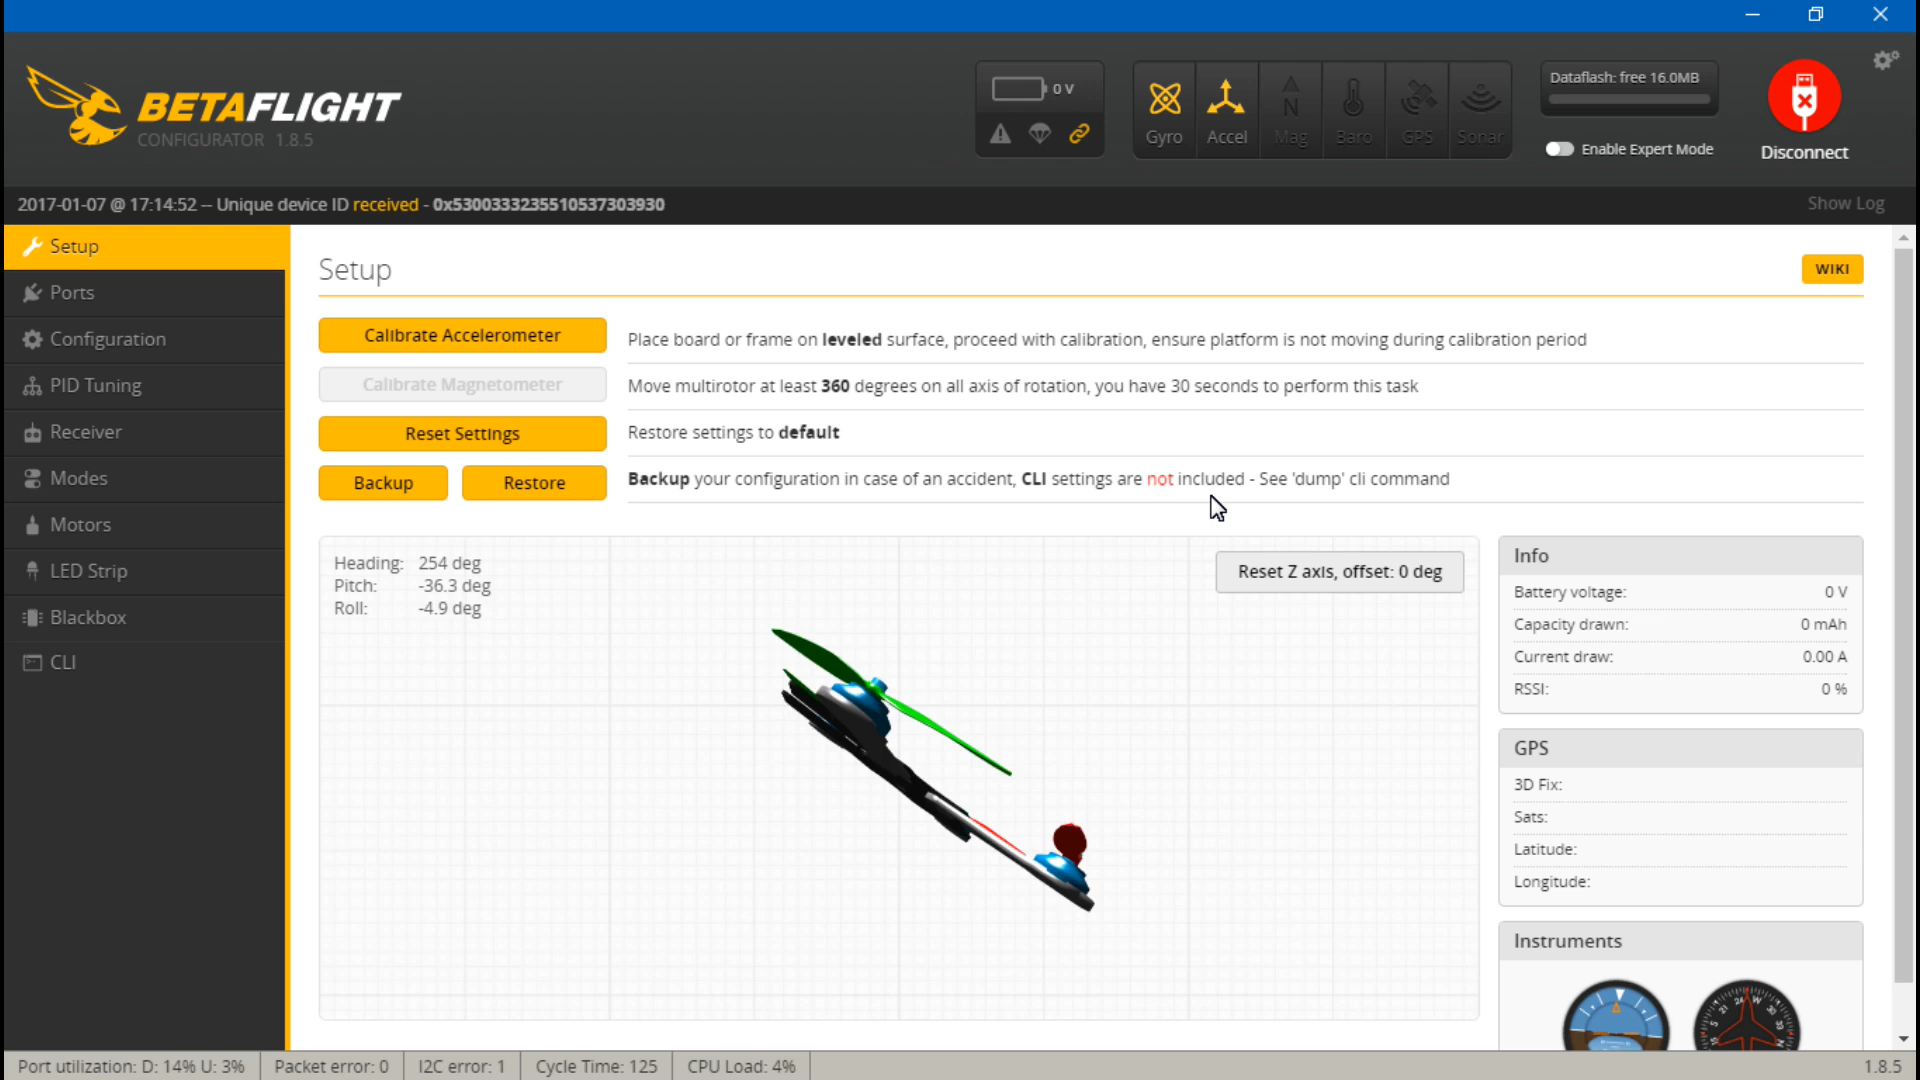 BETAFLIGHT
CONFIGURATOR 1.8.5
0 V
Gyro
Accel
N
Mag
Baro
GPS
Sonar
Dataflash: free 16.0MB
Enable Expert Mode
Disconnect
2017-01-07 @ 17:14:52 -- Unique device ID received - 0x5300333235510537303930
Show Log
Setup
Ports
Configuration
PID Tuning
Receiver
Modes
Motors
LED Strip
Blackbox
CLI
Setup
WIKI
Calibrate Accelerometer
Place board or frame on leveled surface, proceed with calibration, ensure platform is not moving during calibration period
Calibrate Magnetometer
Move multirotor at least 360 degrees on all axis of rotation, you have 30 seconds to perform this task
Reset Settings
Restore settings to default
Backup
Restore
Backup your configuration in case of an accident, CLI settings are not included - See 'dump' cli command
Heading: 254 deg
Pitch: -36.3 deg
Roll: -4.9 deg
Reset Z axis, offset: 0 deg
Info
Battery voltage: 0 V
Capacity drawn: 0 mAh
Current draw: 0.00 A
RSSI: 0 %
GPS
3D Fix:
Sats:
Latitude:
Longitude:
Instruments
21 24 W 30 33 N
Port utilization: D: 14% U: 3%
Packet error: 0
I2C error: 1
Cycle Time: 125
CPU Load: 4%
1.8.5